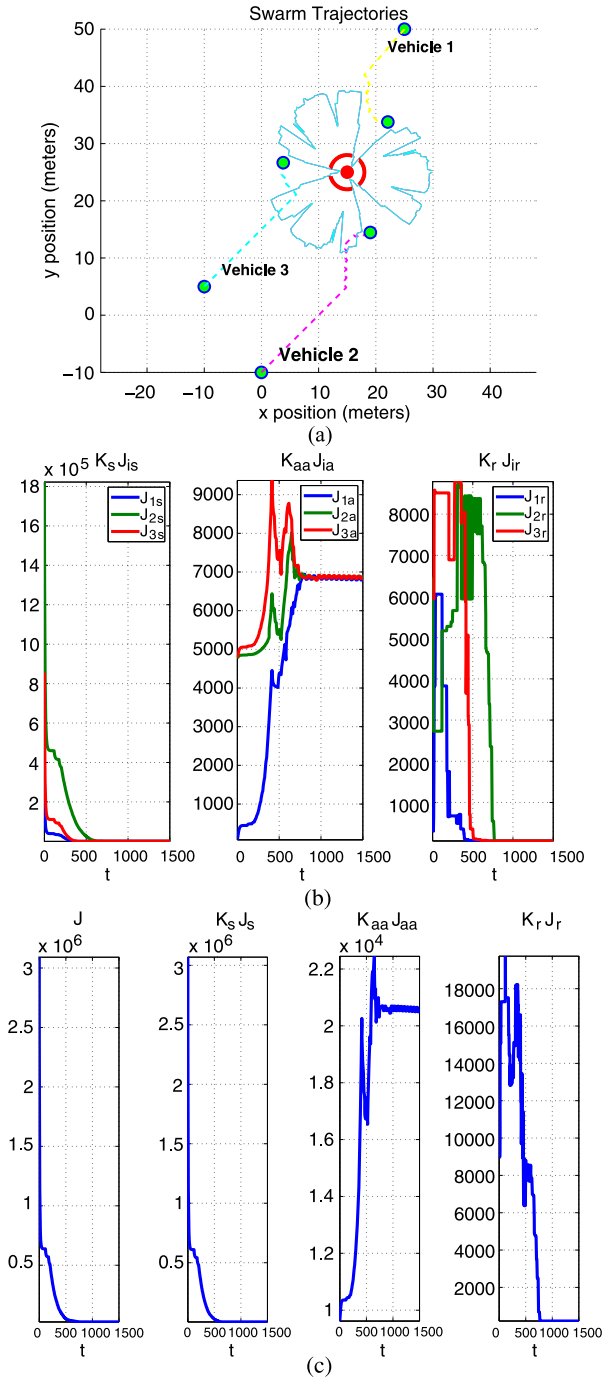 Swarm Trajectories
50
40
30
20
10
0
−10
y position (meters)
Vehicle 1
Vehicle 3
Vehicle 2
−20 −10 0 10 20 30 40
x position (meters)
(a)
K_s J_is
x 10^5
18
16
14
12
10
8
6
4
2
J_1s
J_2s
J_3s
0 500 1000 1500
t
K_aa J_ia
9000
8000
7000
6000
5000
4000
3000
2000
1000
J_1a
J_2a
J_3a
0 500 1000 1500
t
K_r J_ir
8000
7000
6000
5000
4000
3000
2000
1000
J_1r
J_2r
J_3r
0 500 1000 1500
t
(b)
J
x 10^6
3
2.5
2
1.5
1
0.5
0 500 1000 1500
t
K_s J_s
x 10^6
3
2.5
2
1.5
1
0.5
0 500 1000 1500
t
K_aa J_aa
x 10^4
2.2
2
1.8
1.6
1.4
1.2
1
0 500 1000 1500
t
K_r J_r
18000
16000
14000
12000
10000
8000
6000
4000
2000
0 500 1000 1500
t
(c)